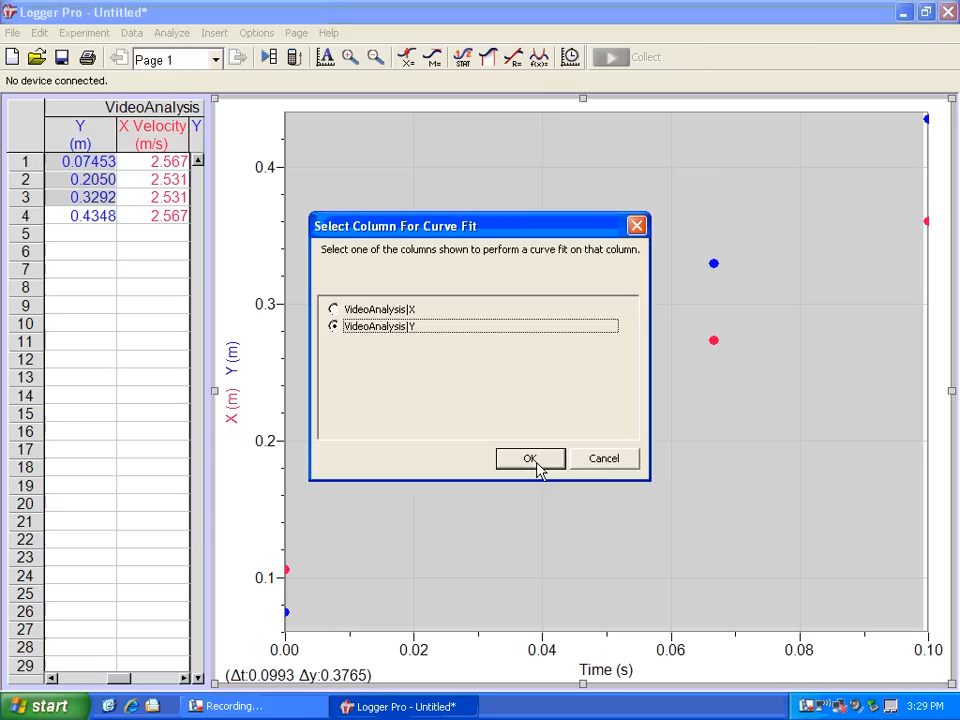 Logger Pro - Untitled*
File Edit Experiment Data Analyze Insert Options Page Help
Page 1
X= M= STAT R= f(x)= Collect
No device connected.
VideoAnalysis
Y X Velocity Y
(m) (m/s)
1 0.07453 2.567
2 0.2050 2.531
3 0.3292 2.531
4 0.4348 2.567
5
6
7
8
9
10
11
12
13
14
15
16
17
18
19
20
21
22
23
24
25
26
27
28
29
0.4
0.3
0.2
0.1
X (m) Y (m)
Select Column For Curve Fit
Select one of the columns shown to perform a curve fit on that column.
VideoAnalysis|X
VideoAnalysis|Y
OK Cancel
0.00 0.02 0.04 0.06 0.08 0.10
(Δt:0.0993 Δy:0.3765)
Time (s)
start Recording... Logger Pro - Untitled* 3:29 PM